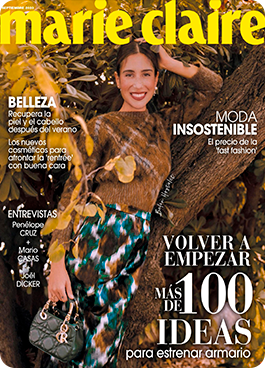 SEPTIEMBRE 2020
marie claire
BELLEZA
Recupera la
piel y el cabello
después del verano
Los nuevos
cosméticos para
afrontar la 'rentrée'
con buena cara
MODA
INSOSTENIBLE
El precio de la
'fast fashion'
ENTREVISTAS
Penélope
CRUZ
Mario
CASAS
Joël
DICKER
VOLVER A
EMPEZAR
MÁS
DE 100
IDEAS
para estrenar armario